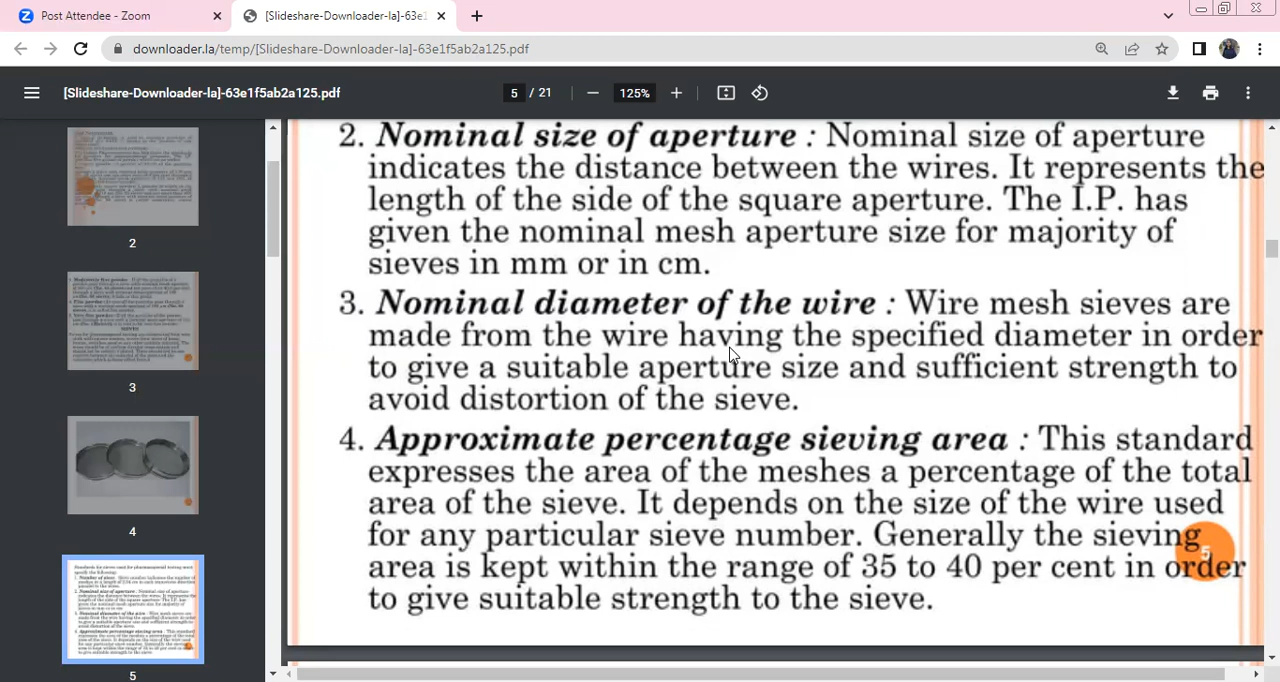 Post Attendee - Zoom
[Slideshare-Downloader-la]-63e1
downloader.la/temp/[Slideshare-Downloader-la]-63e1f5ab2a125.pdf
[Slideshare-Downloader-la]-63e1f5ab2a125.pdf
5 / 21
125%
2. Nominal size of aperture : Nominal size of aperture
indicates the distance between the wires. It represents the
length of the side of the square aperture. The I.P. has
given the nominal mesh aperture size for majority of
sieves in mm or in cm.
3. Nominal diameter of the wire : Wire mesh sieves are
made from the wire having the specified diameter in order
to give a suitable aperture size and sufficient strength to
avoid distortion of the sieve.
4. Approximate percentage sieving area : This standard
expresses the area of the meshes a percentage of the total
area of the sieve. It depends on the size of the wire used
for any particular sieve number. Generally the sieving
area is kept within the range of 35 to 40 per cent in order
to give suitable strength to the sieve.
5
2
3
4
5